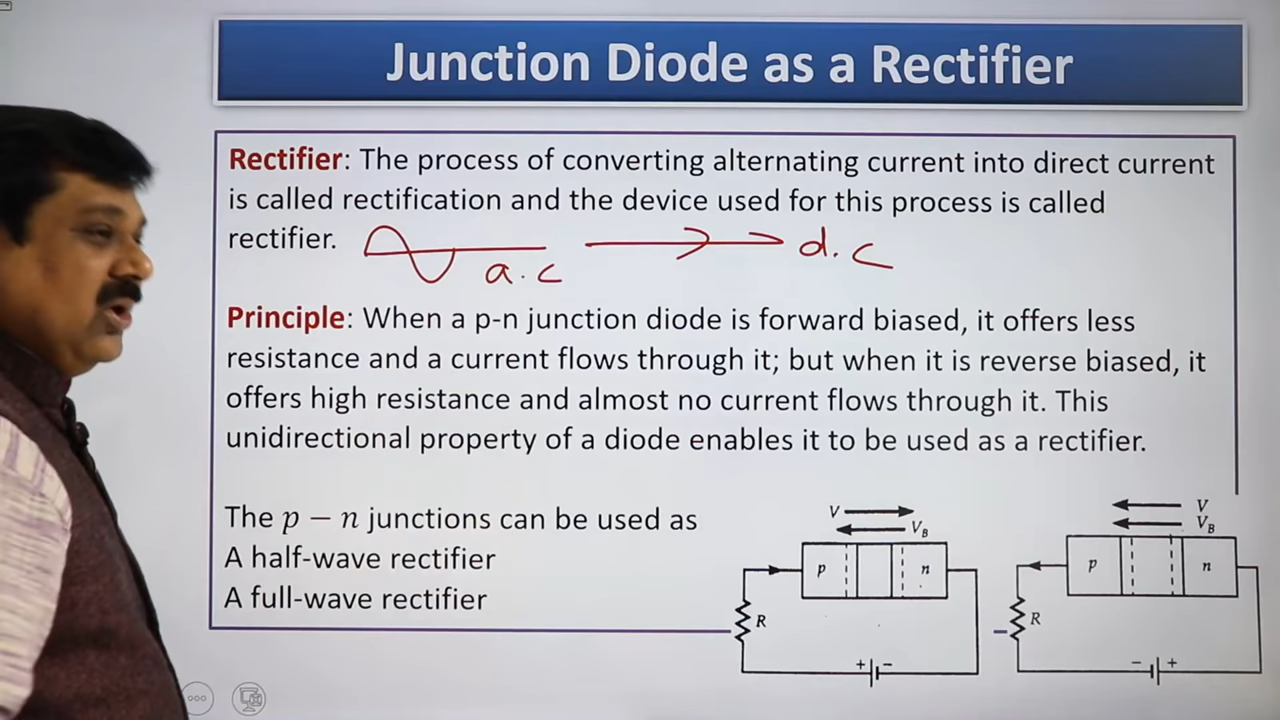 Junction Diode as a Rectifier
Rectifier: The process of converting alternating current into direct current
is called rectification and the device used for this process is called
rectifier.
a.c
d.c
Principle: When a p-n junction diode is forward biased, it offers less
resistance and a current flows through it; but when it is reverse biased, it
offers high resistance and almost no current flows through it. This
unidirectional property of a diode enables it to be used as a rectifier.
The p − n junctions can be used as
A half-wave rectifier
A full-wave rectifier
V
V_B
p
n
R
+ −
V
V_B
p
n
R
− +